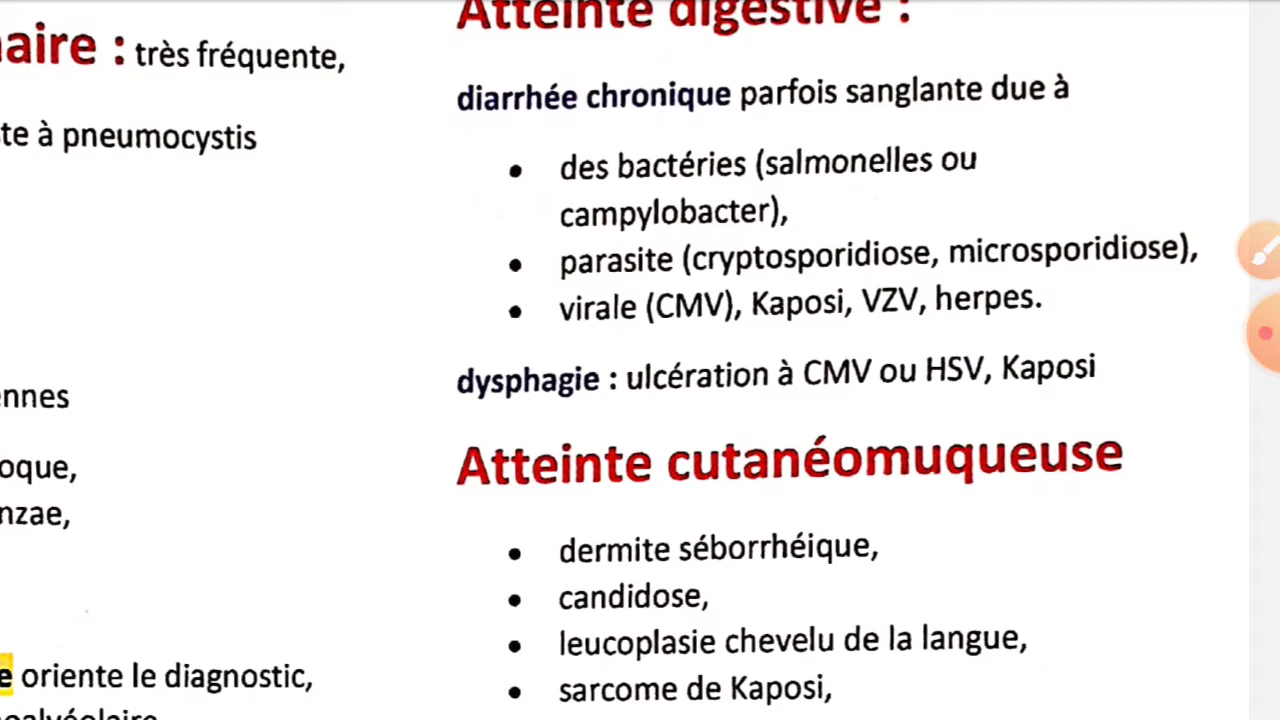 aire : très fréquente,
te à pneumocystis
ennes
oque,
nzae,
e oriente le diagnostic,
oalvéolaire
Atteinte digestive :
diarrhée chronique parfois sanglante due à
• des bactéries (salmonelles ou
campylobacter),
• parasite (cryptosporidiose, microsporidiose),
• virale (CMV), Kaposi, VZV, herpes.
dysphagie : ulcération à CMV ou HSV, Kaposi
Atteinte cutanéomuqueuse
• dermite séborrhéique,
• candidose,
• leucoplasie chevelu de la langue,
• sarcome de Kaposi,